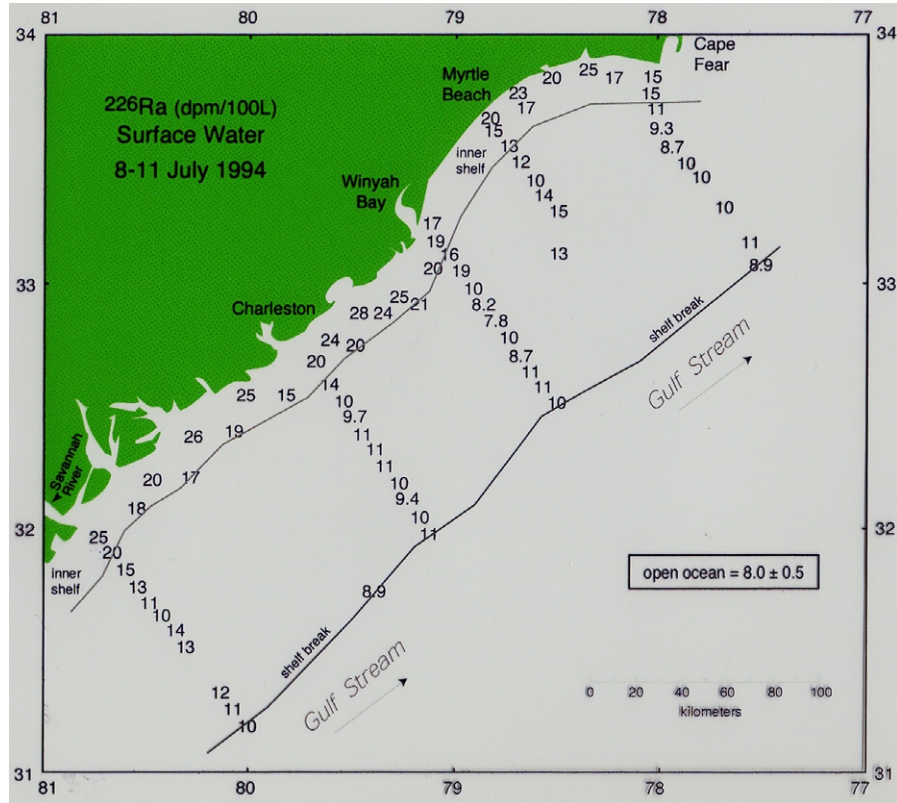 81 80 79 78 77
34 34
Cape
Fear
Myrtle
Beach
20 25 17 15
23 17 15
²²⁶Ra (dpm/100L)
Surface Water
8-11 July 1994
20 15 11
13 9.3
inner
shelf
12 8.7
10 10
14 10
15 10
Winyah
Bay
17
19 13 11
16
20 19 8.9
33 33
10
25 21 8.2
Charleston
28 24 7.8
24 20 10
20 8.7
shelf break
Gulf Stream
11
11
25 15 14 10
10
9.7
26 19 11
11
11
Savannah
River
20 17 10
9.4
18 10
32 32
25 11
20
inner
shelf
15
13
open ocean = 8.0 ± 0.5
11 8.9
10
14
13
shelf break
Gulf Stream
12
11
10
0 20 40 60 80 100
kilometers
31 31
81 80 79 78 77